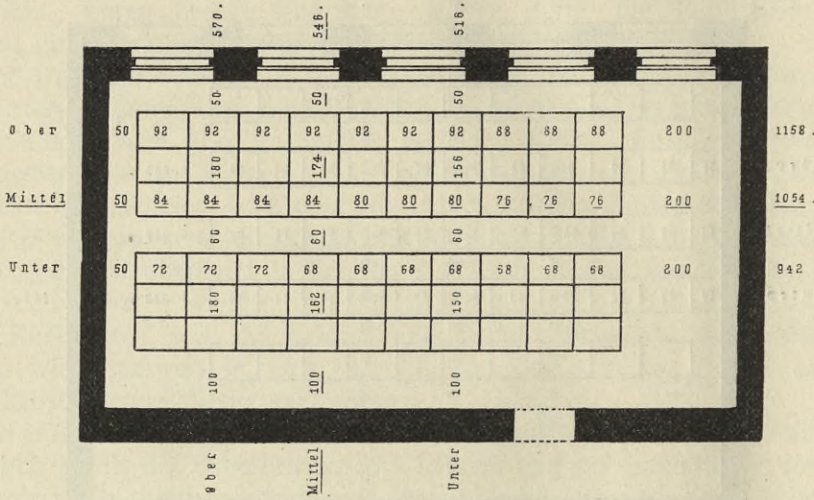 570. 546. 516.
50 50 50
Ober 50 92 92 92 92 92 92 92 88 88 88 200 1158.
180 174 156
Mittel 50 84 84 84 84 80 80 80 76 76 76 200 1054.
60 60 60
Unter 50 72 72 72 68 68 68 68 68 68 68 200 942
180 162 150
100 100 100
Ober Mittel Unter